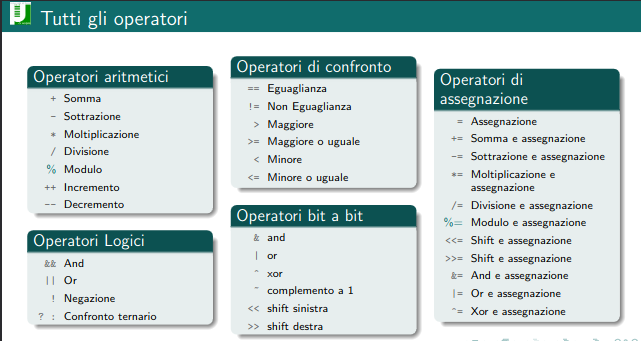 Tutti gli operatori
Operatori aritmetici
+ Somma
- Sottrazione
* Moltiplicazione
/ Divisione
% Modulo
++ Incremento
-- Decremento
Operatori Logici
&& And
|| Or
! Negazione
? : Confronto ternario
Operatori di confronto
== Eguaglianza
!= Non Eguaglianza
> Maggiore
>= Maggiore o uguale
< Minore
<= Minore o uguale
Operatori bit a bit
& and
| or
^ xor
~ complemento a 1
<< shift sinistra
>> shift destra
Operatori di
assegnazione
= Assegnazione
+= Somma e assegnazione
-= Sottrazione e assegnazione
*= Moltiplicazione e
assegnazione
/= Divisione e assegnazione
%= Modulo e assegnazione
<<= Shift e assegnazione
>>= Shift e assegnazione
&= And e assegnazione
|= Or e assegnazione
^= Xor e assegnazione